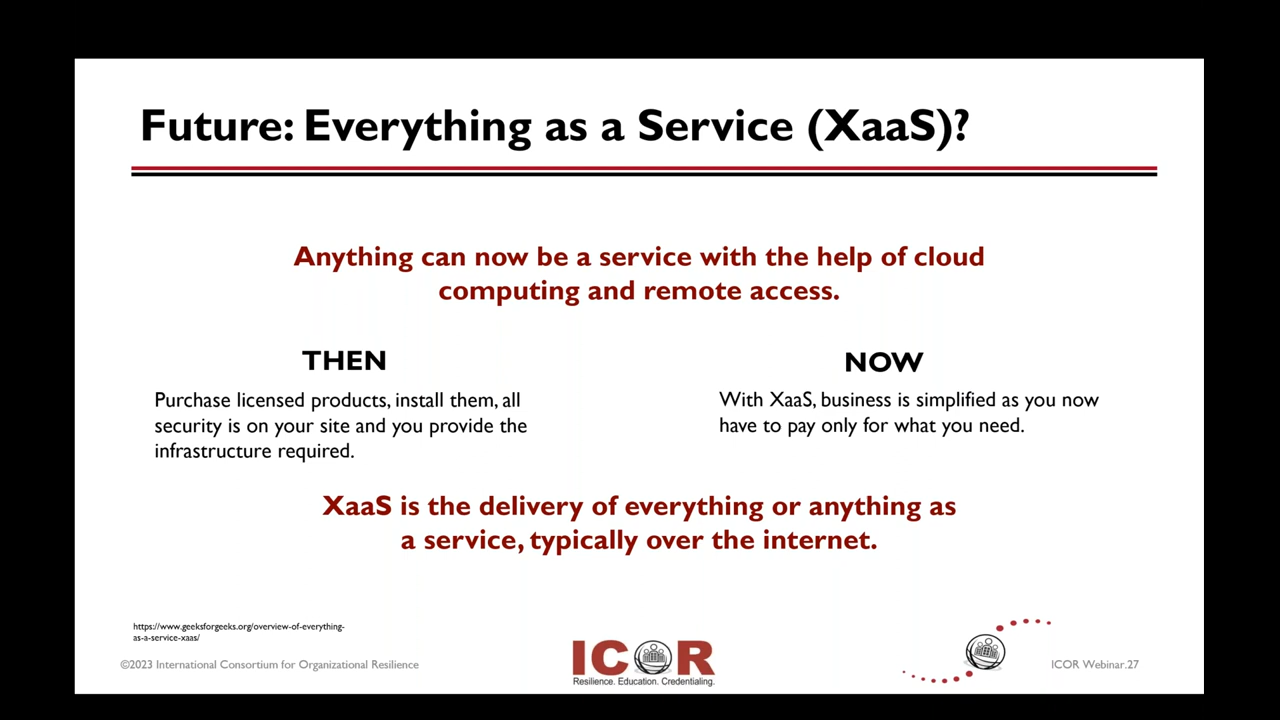 Future: Everything as a Service (XaaS)?
Anything can now be a service with the help of cloud
computing and remote access.
THEN
Purchase licensed products, install them, all
security is on your site and you provide the
infrastructure required.
NOW
With XaaS, business is simplified as you now
have to pay only for what you need.
XaaS is the delivery of everything or anything as
a service, typically over the internet.
https://www.geeksforgeeks.org/overview-of-everything-
as-a-service-xaas/
©2023 International Consortium for Organizational Resilience
ICOR
Resilience. Education. Credentialing.
ICOR Webinar.27